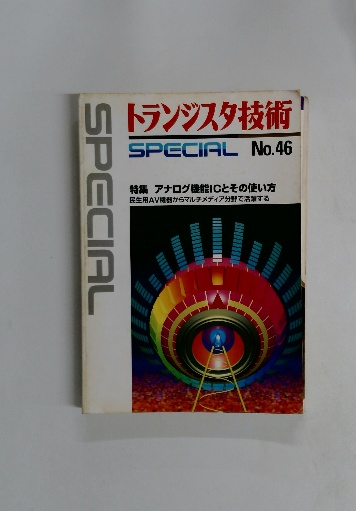 トランジスタ技術
SPECIAL No.46
特集 アナログ機能ICとその使い方
民生用AV機器からマルチメディア分野で活躍する
SPECIAL